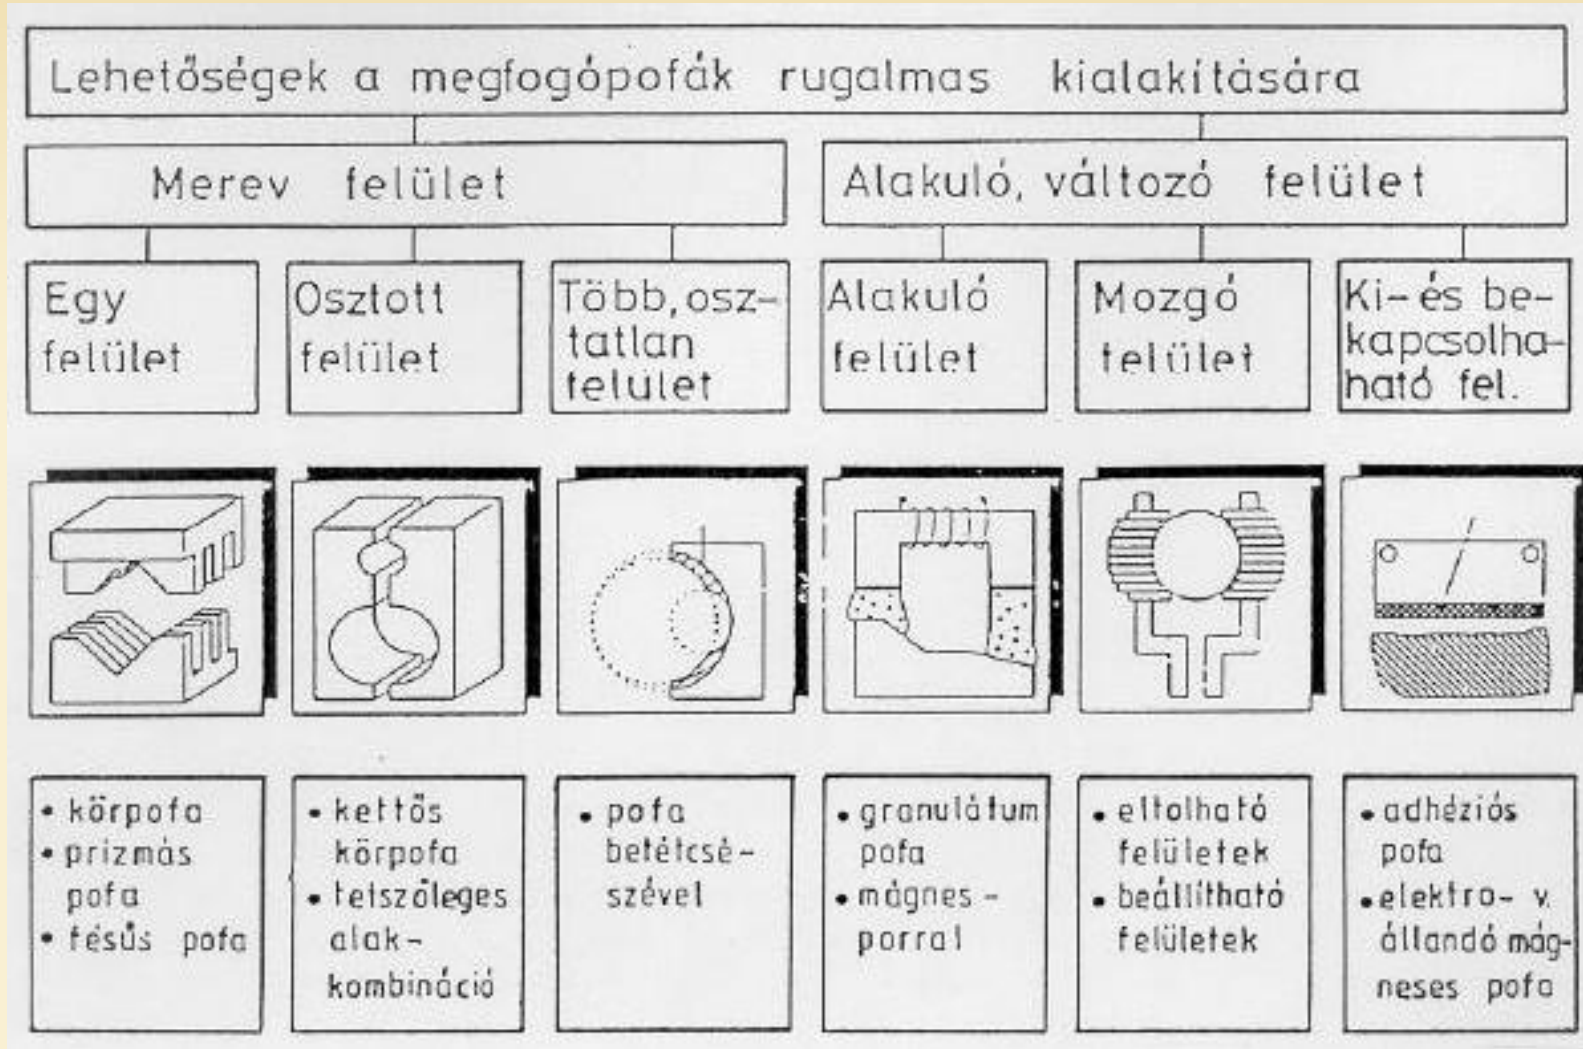 Lehetőségek a megfogópofák rugalmas kialakítására
Merev felület
Alakuló, változó felület
Egy
felület
Osztott
felület
Több, osz-
tatlan
felület
Alakuló
felület
Mozgó
felület
Ki- és be-
kapcsolha-
ható fel.
• körpofa
• prizmás
pofa
• fésűs pofa
• kettős
körpofa
• tetszőleges
alak-
kombináció
• pofa
betétcsé-
szével
• granulátum
pofa
• mágnes-
porral
• eltolható
felületek
• beállítható
felületek
• adhéziós
pofa
• elektro- v.
állandó mág-
neses pofa